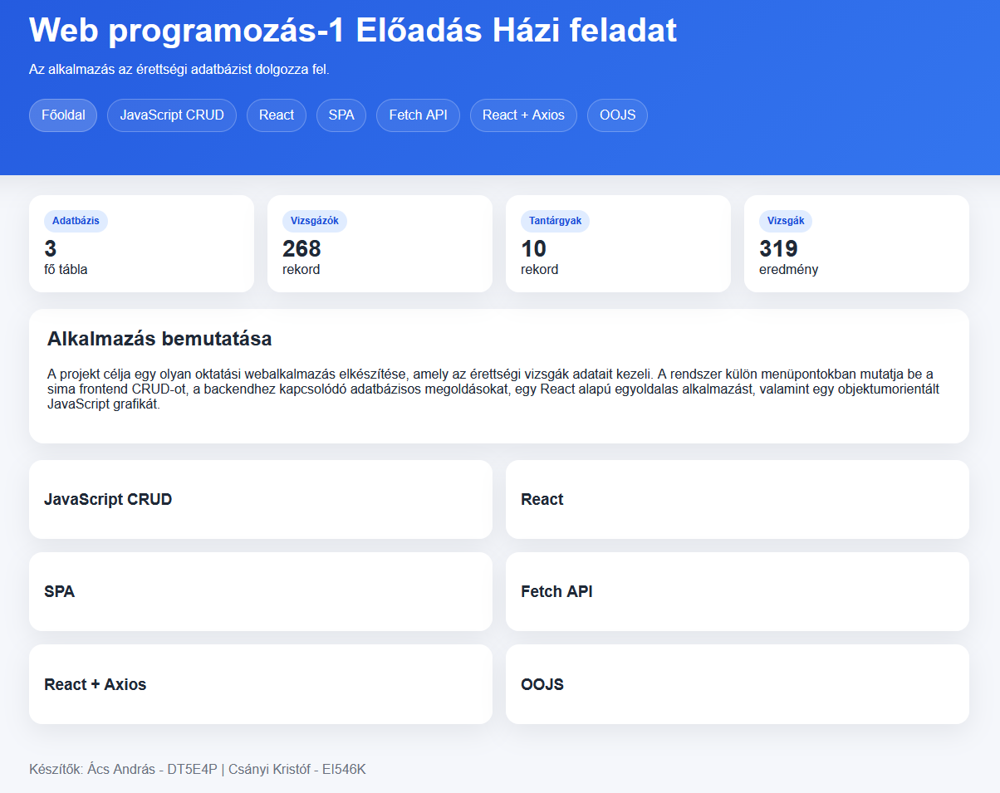 Web programozás-1 Előadás Házi feladat
Az alkalmazás az érettségi adatbázist dolgozza fel.
Főoldal JavaScript CRUD React SPA Fetch API React + Axios OOJS
Adatbázis Vizsgázók Tantárgyak Vizsgák
3 268 10 319
fő tábla rekord rekord eredmény
Alkalmazás bemutatása
A projekt célja egy olyan oktatási webalkalmazás elkészítése, amely az érettségi vizsgák adatait kezeli. A rendszer külön menüpontokban mutatja be a
sima frontend CRUD-ot, a backendhez kapcsolódó adatbázisos megoldásokat, egy React alapú egyoldalas alkalmazást, valamint egy objektumorientált
JavaScript grafikát.
JavaScript CRUD React
SPA Fetch API
React + Axios OOJS
Készítők: Ács András - DT5E4P | Csányi Kristóf - EI546K